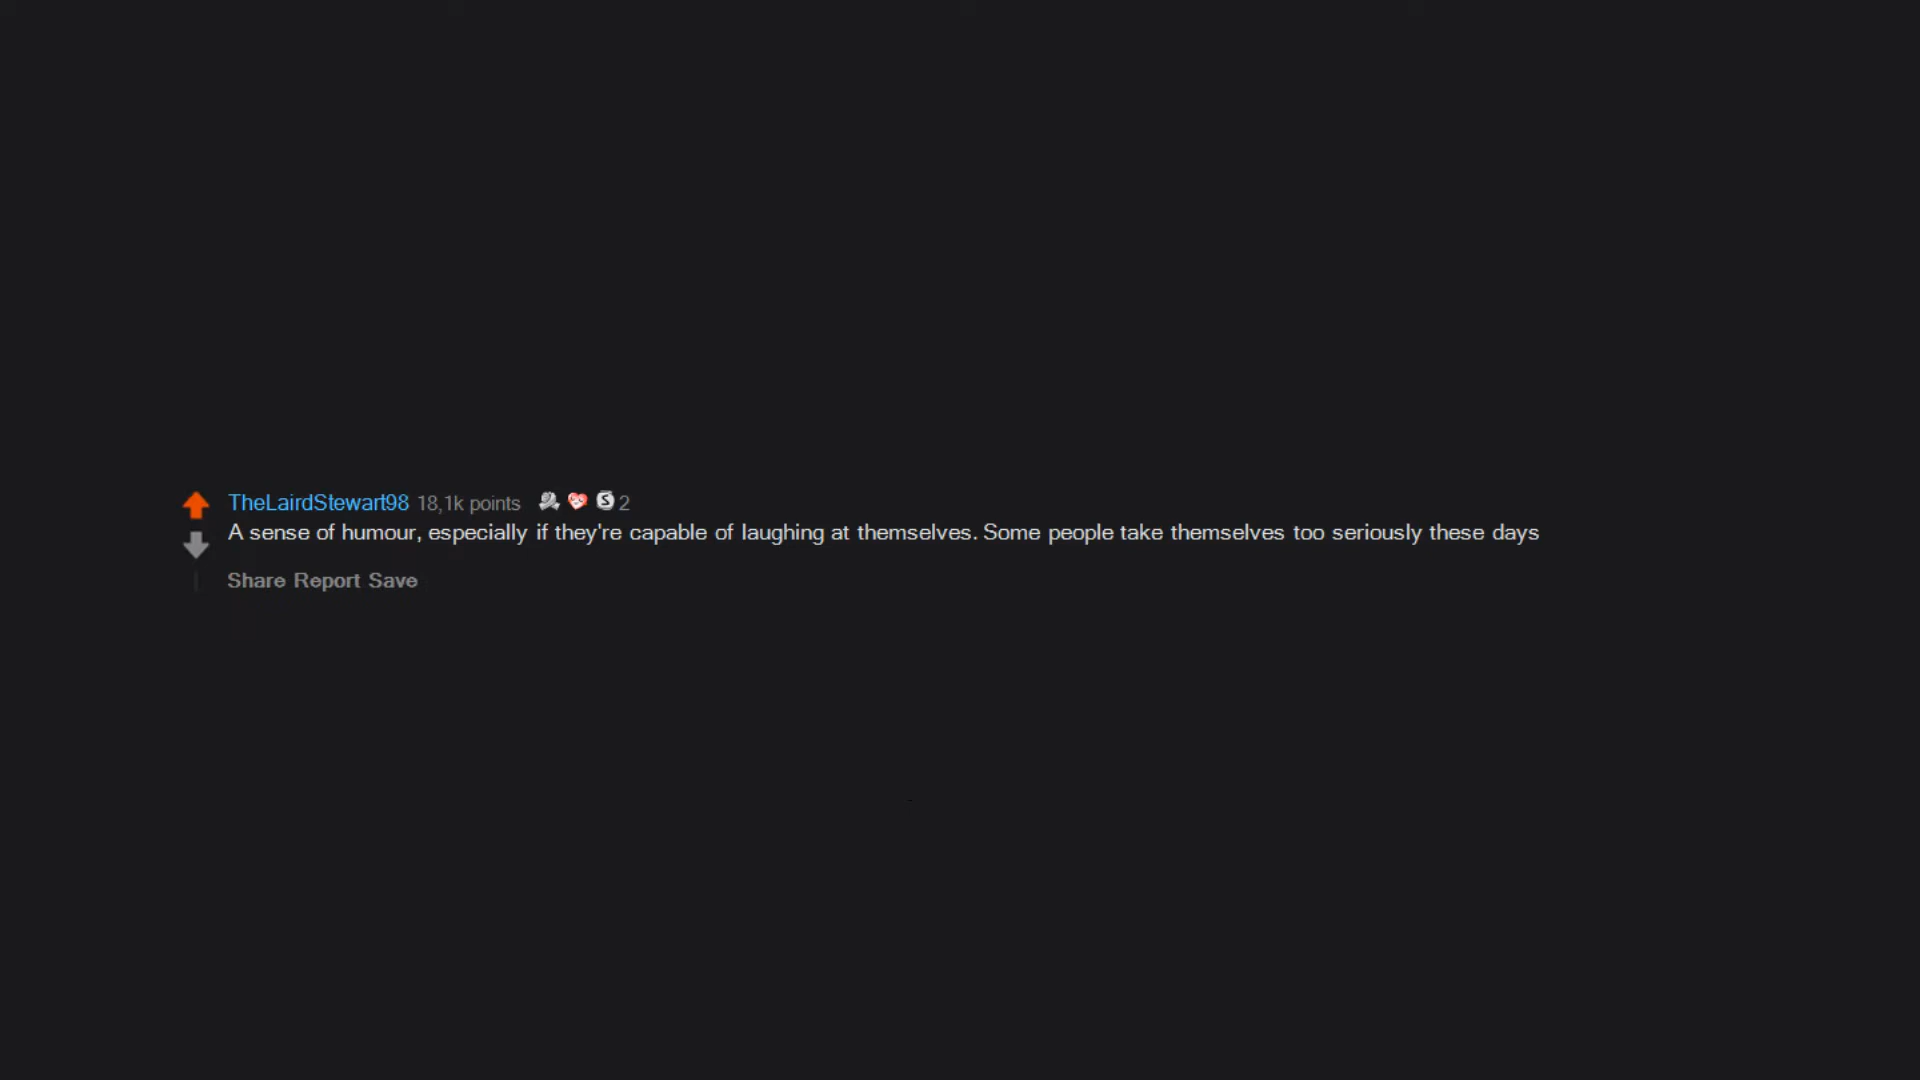 TheLairdStewart98 18,1k points S 2
A sense of humour, especially if they're capable of laughing at themselves. Some people take themselves too seriously these days
Share Report Save